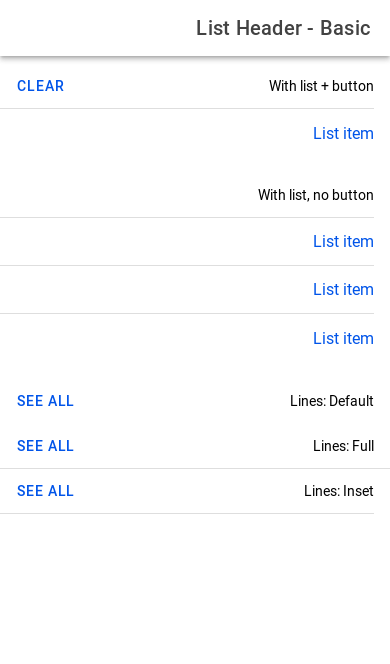 List Header - Basic
With list + button
CLEAR
List item
With list, no button
List item
List item
List item
Lines: Default
SEE ALL
Lines: Full
SEE ALL
Lines: Inset
SEE ALL